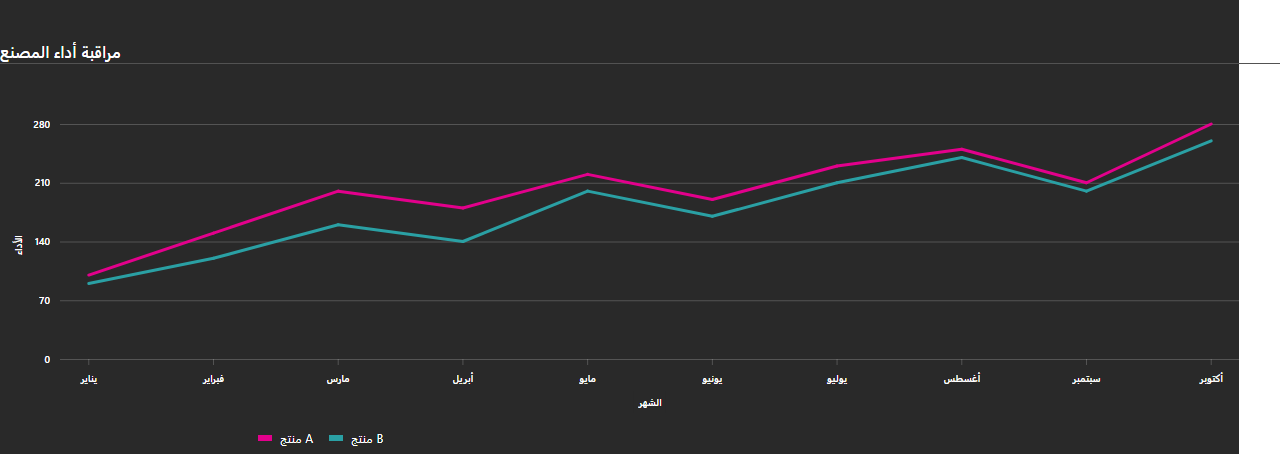 مراقبة أداء المصنع
280
210
140
70
0
الأداء
يناير
فبراير
مارس
أبريل
مايو
يونيو
يوليو
أغسطس
سبتمبر
أكتوبر
الشهر
منتج A
منتج B